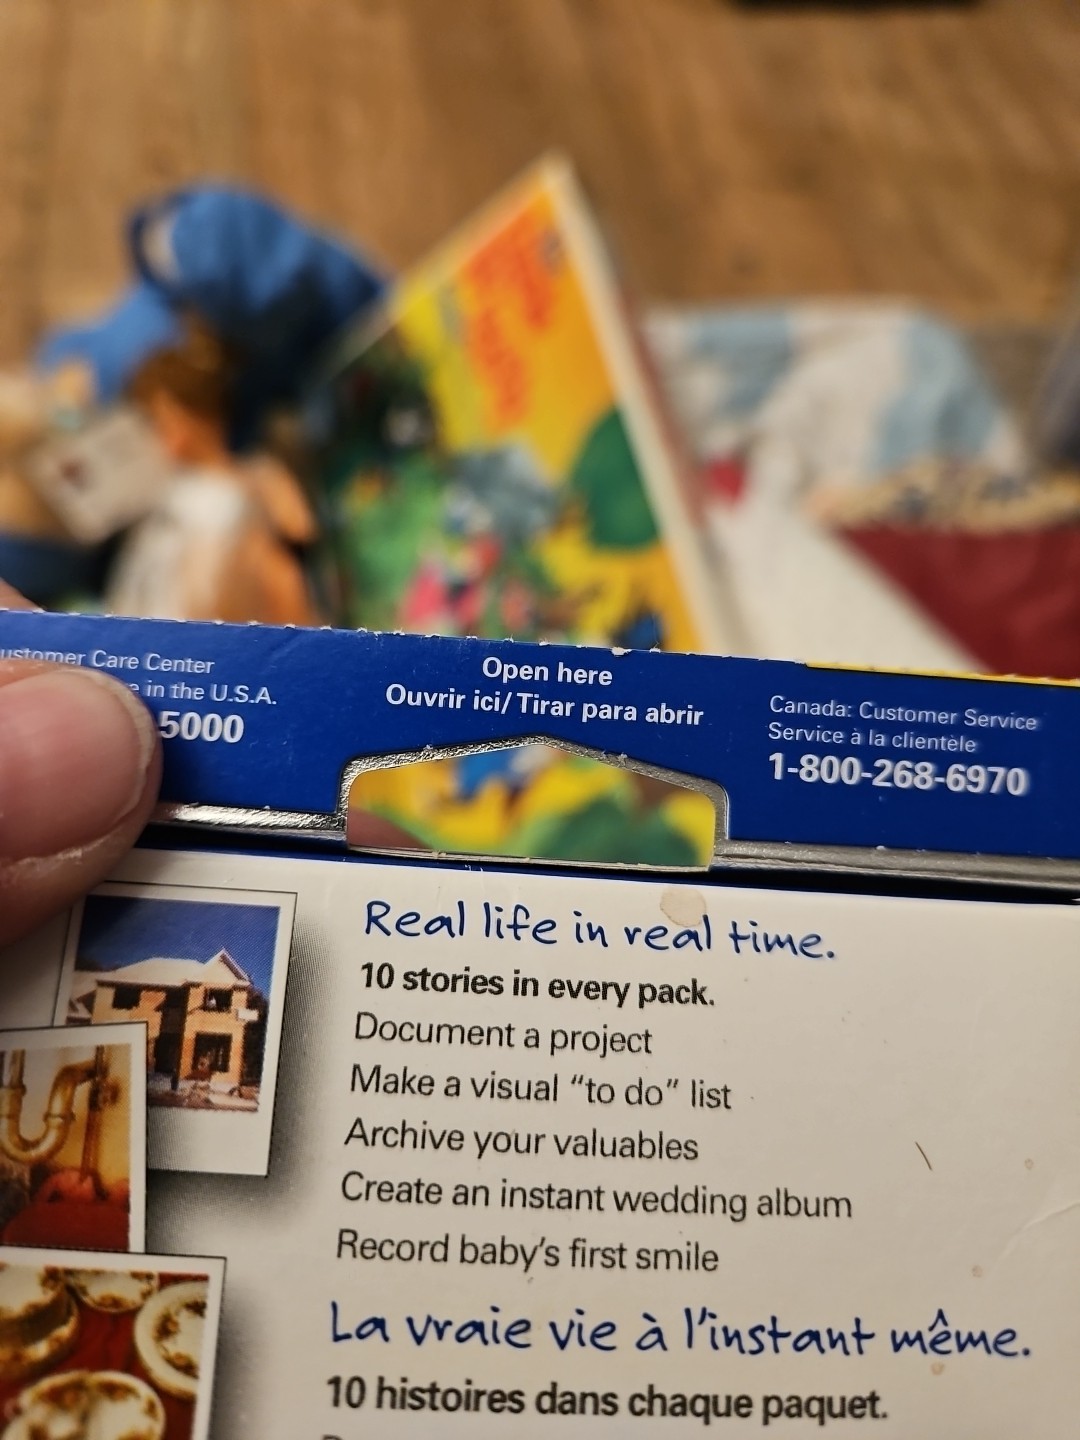 Customer Care Center
in the U.S.A.
5000
Open here
Ouvrir ici/ Tirar para abrir
Canada: Customer Service
Service à la clientèle
1-800-268-6970
Real life in real time.
10 stories in every pack.
Document a project
Make a visual “to do” list
Archive your valuables
Create an instant wedding album
Record baby’s first smile
La vraie vie à l’instant même.
10 histoires dans chaque paquet.